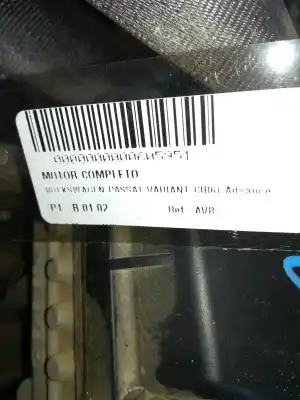 MOTOR COMPLETO
VOLKSWAGEN PASSAT VARIANT (3B6) Advance
P1 B 01 02 Ref. AVB